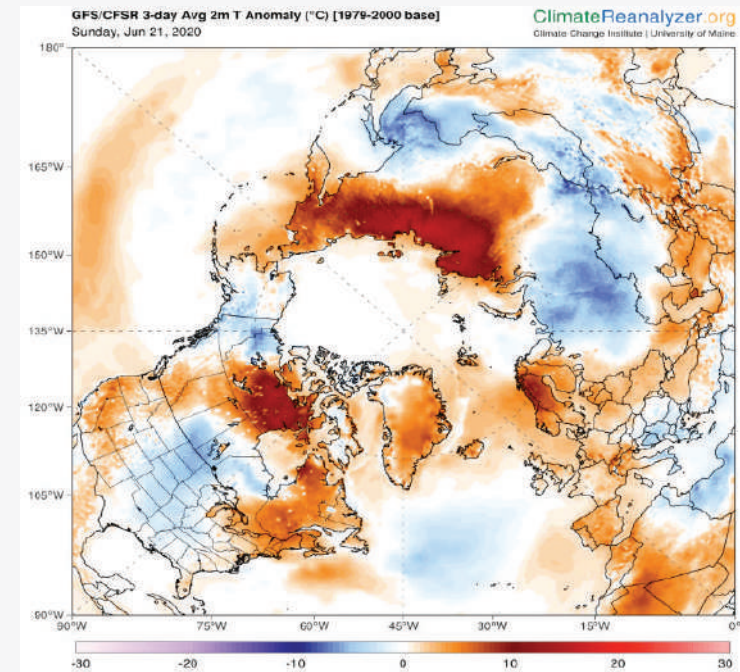 GFS/CFSR 3-day Avg 2m T Anomaly (°C) [1979-2000 base]
ClimateReanalyzer.org
Sunday, Jun 21, 2020
Climate Change Institute | University of Maine
180°
165°W
150°W
135°W
120°W
105°W
90°W
90°W 75°W 60°W 45°W 30°W 15°W 0°
-30 -20 -10 0 10 20 30